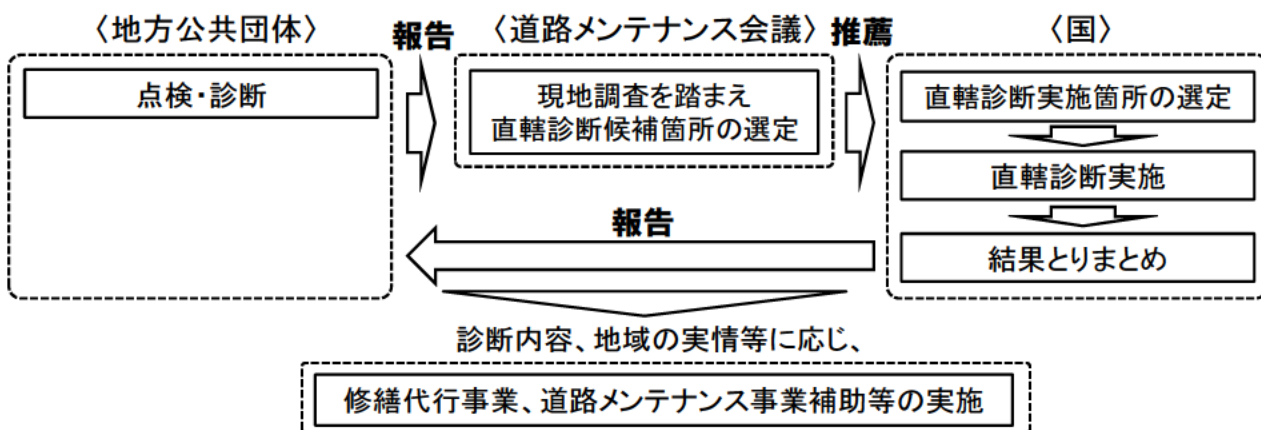 〈地方公共団体〉
報告
〈道路メンテナンス会議〉
推薦
〈国〉
点検・診断
現地調査を踏まえ
直轄診断候補箇所の選定
直轄診断実施箇所の選定
直轄診断実施
報告
結果とりまとめ
診断内容、地域の実情等に応じ、
修繕代行事業、道路メンテナンス事業補助等の実施